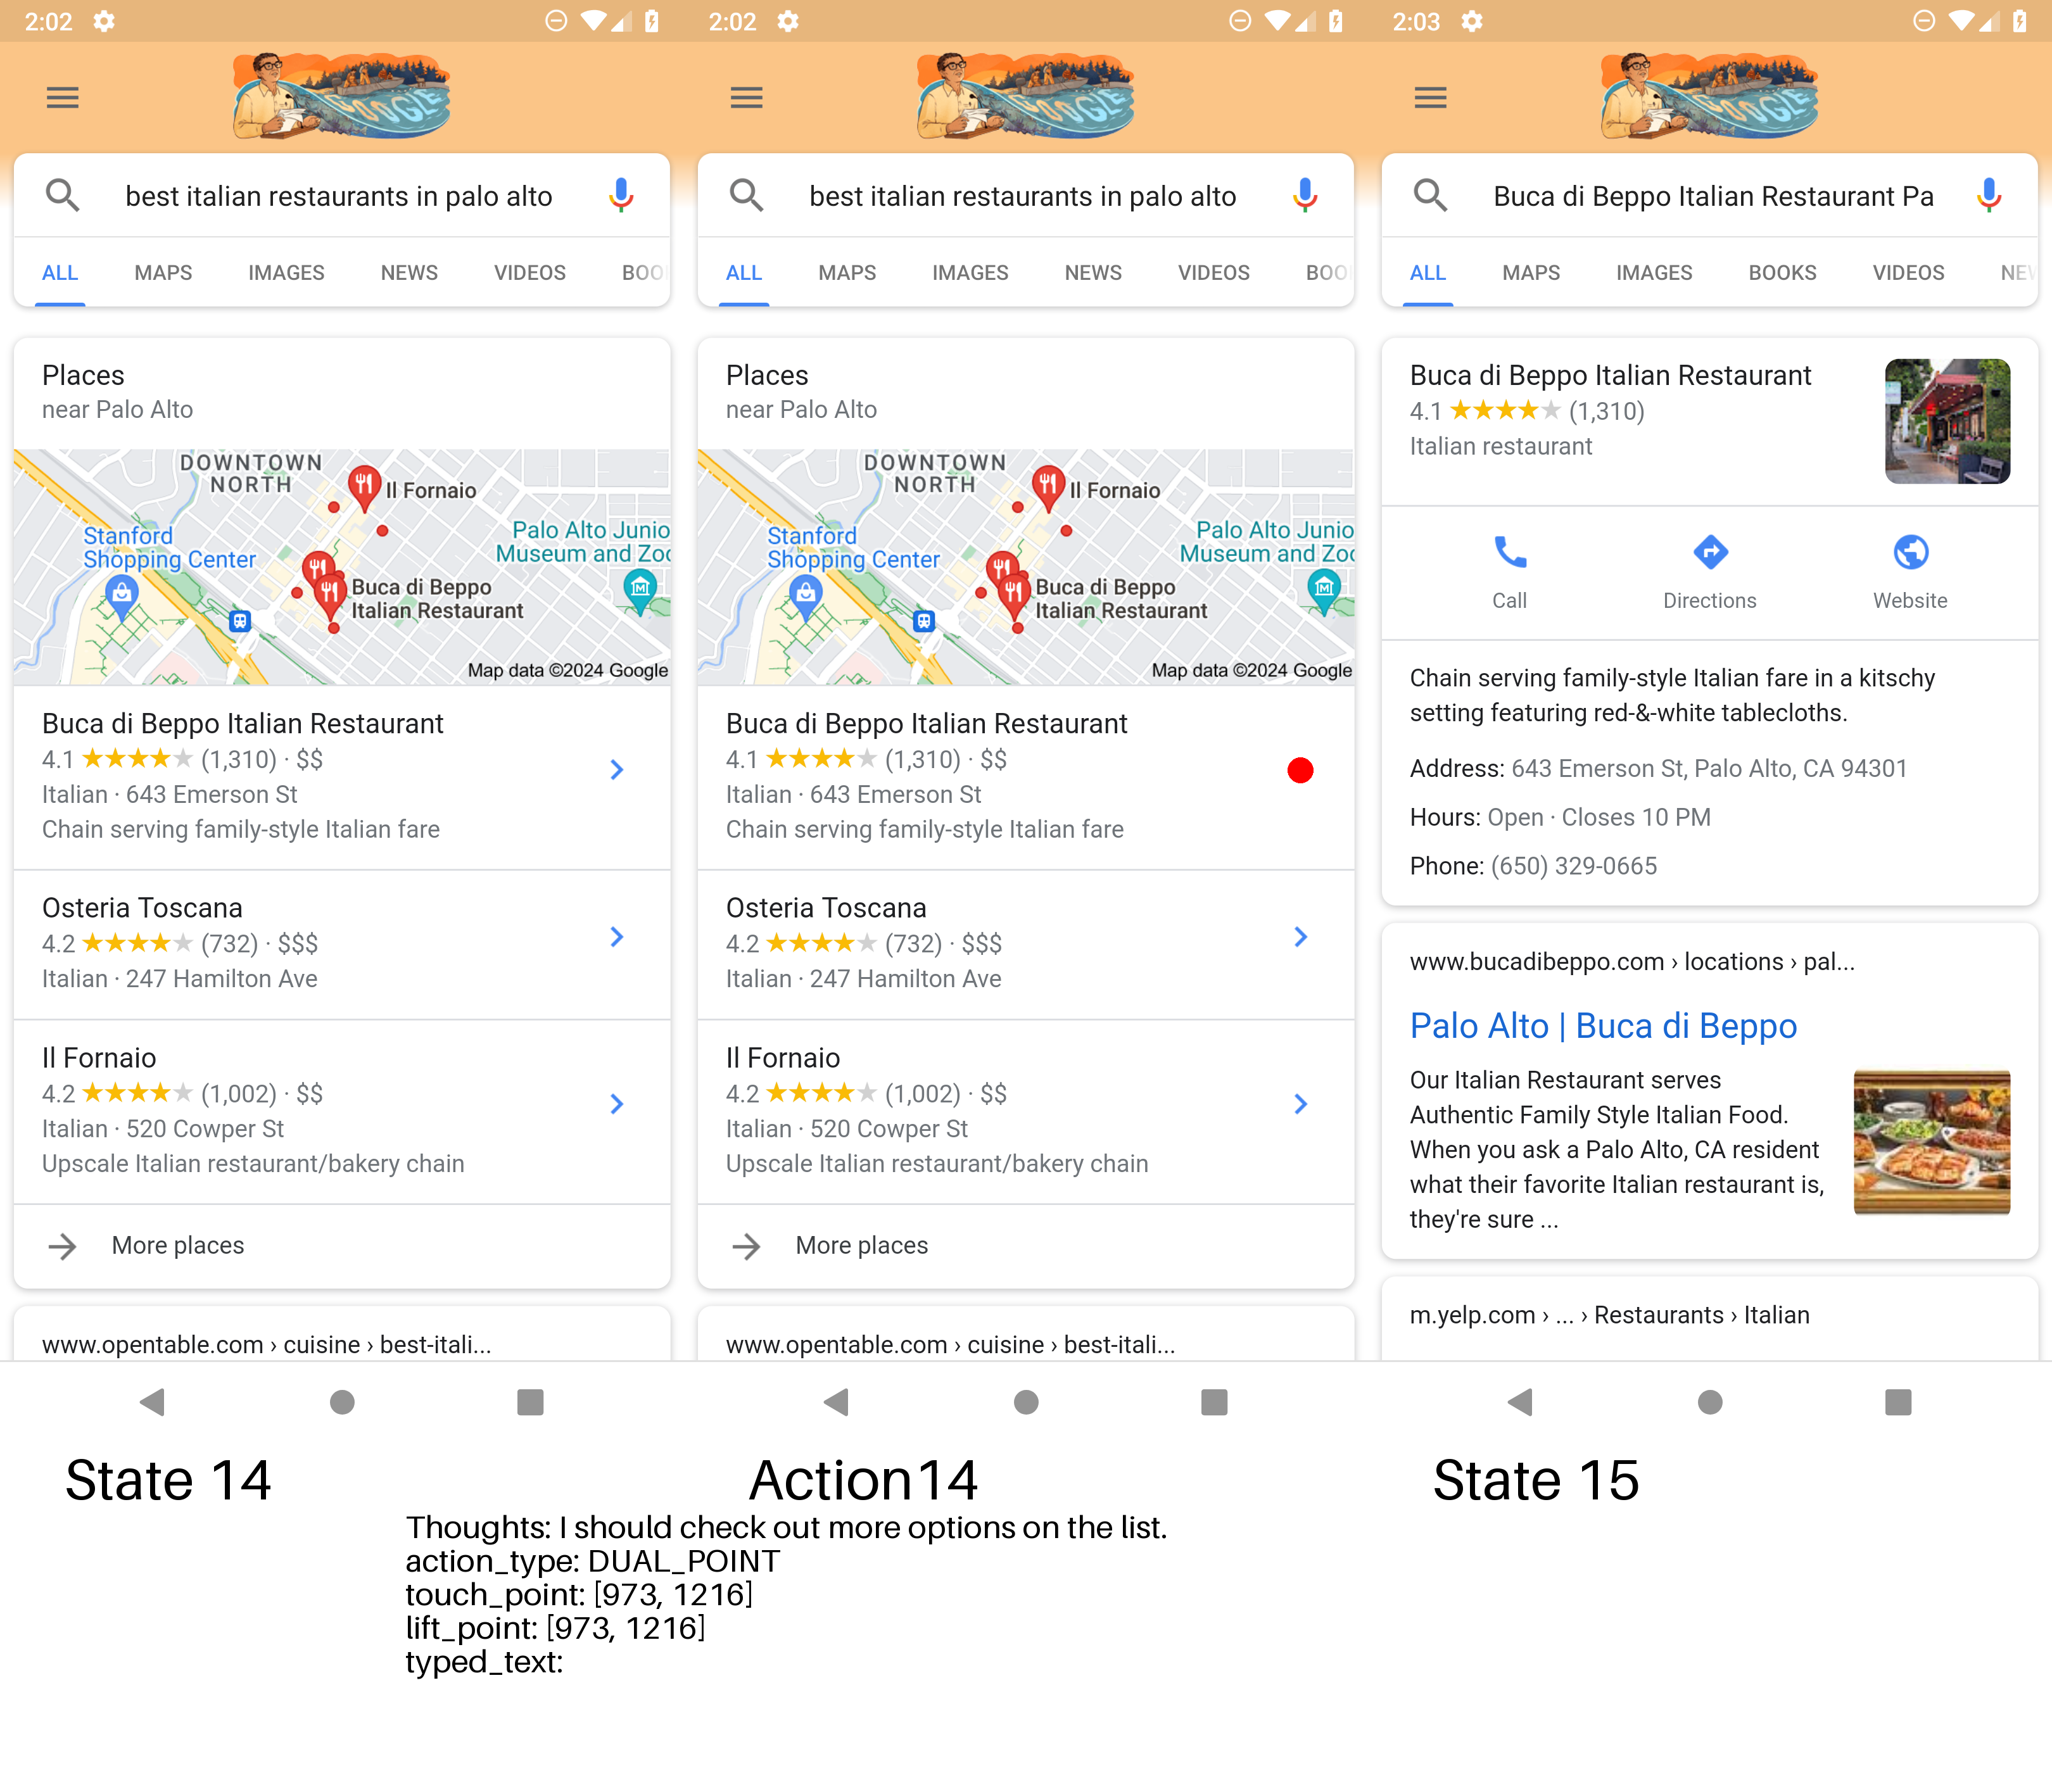 2:02
best italian restaurants in palo alto
ALL MAPS IMAGES NEWS VIDEOS BOO
Places
near Palo Alto
DOWNTOWN
NORTH
Il Fornaio
Stanford
Shopping Center
Palo Alto Junio
Museum and Zoo
Buca di Beppo
Italian Restaurant
Map data ©2024 Google
Buca di Beppo Italian Restaurant
4.1 ★★★★★ (1,310) · $$
Italian · 643 Emerson St
Chain serving family-style Italian fare
Osteria Toscana
4.2 ★★★★★ (732) · $$$
Italian · 247 Hamilton Ave
Il Fornaio
4.2 ★★★★★ (1,002) · $$
Italian · 520 Cowper St
Upscale Italian restaurant/bakery chain
More places
www.opentable.com › cuisine › best-itali...
State 14
2:02
best italian restaurants in palo alto
ALL MAPS IMAGES NEWS VIDEOS BOO
Places
near Palo Alto
DOWNTOWN
NORTH
Il Fornaio
Stanford
Shopping Center
Palo Alto Junio
Museum and Zoo
Buca di Beppo
Italian Restaurant
Map data ©2024 Google
Buca di Beppo Italian Restaurant
4.1 ★★★★★ (1,310) · $$
Italian · 643 Emerson St
Chain serving family-style Italian fare
Osteria Toscana
4.2 ★★★★★ (732) · $$$
Italian · 247 Hamilton Ave
Il Fornaio
4.2 ★★★★★ (1,002) · $$
Italian · 520 Cowper St
Upscale Italian restaurant/bakery chain
More places
www.opentable.com › cuisine › best-itali...
Action14
Thoughts: I should check out more options on the list.
action_type: DUAL_POINT
touch_point: [973, 1216]
lift_point: [973, 1216]
typed_text:
2:03
Buca di Beppo Italian Restaurant Pa
ALL MAPS IMAGES BOOKS VIDEOS NEW
Buca di Beppo Italian Restaurant
4.1 ★★★★★ (1,310)
Italian restaurant
Call Directions Website
Chain serving family-style Italian fare in a kitschy
setting featuring red-&-white tablecloths.
Address: 643 Emerson St, Palo Alto, CA 94301
Hours: Open · Closes 10 PM
Phone: (650) 329-0665
www.bucadibeppo.com › locations › pal...
Palo Alto | Buca di Beppo
Our Italian Restaurant serves
Authentic Family Style Italian Food.
When you ask a Palo Alto, CA resident
what their favorite Italian restaurant is,
they're sure ...
m.yelp.com › ... › Restaurants › Italian
State 15